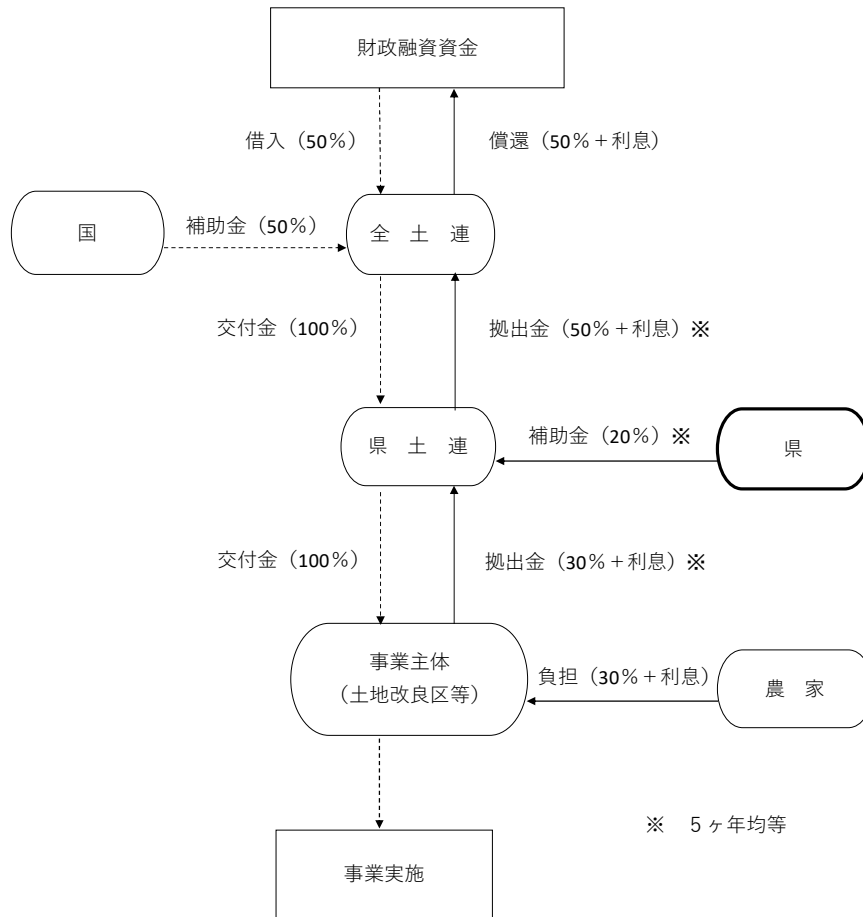 財政融資資金
借入（50％）
償還（50％＋利息）
国
補助金（50％）
全　土　連
交付金（100％）
拠出金（50％＋利息）※
県　土　連
補助金（20％）※
県
交付金（100％）
拠出金（30％＋利息）※
事業主体
（土地改良区等）
負担（30％＋利息）
農　家
※　５ヶ年均等
事業実施